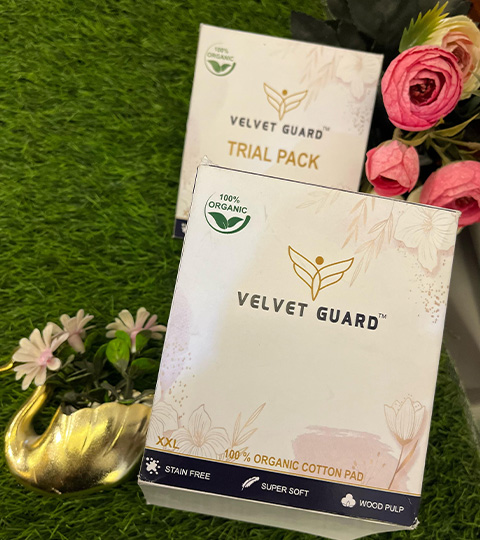 100%
ORGANIC
VELVET GUARD™
TRIAL PACK
100%
ORGANIC
VELVET GUARD™
XXL
100% ORGANIC COTTON PAD
STAIN FREE
SUPER SOFT
WOOD PULP